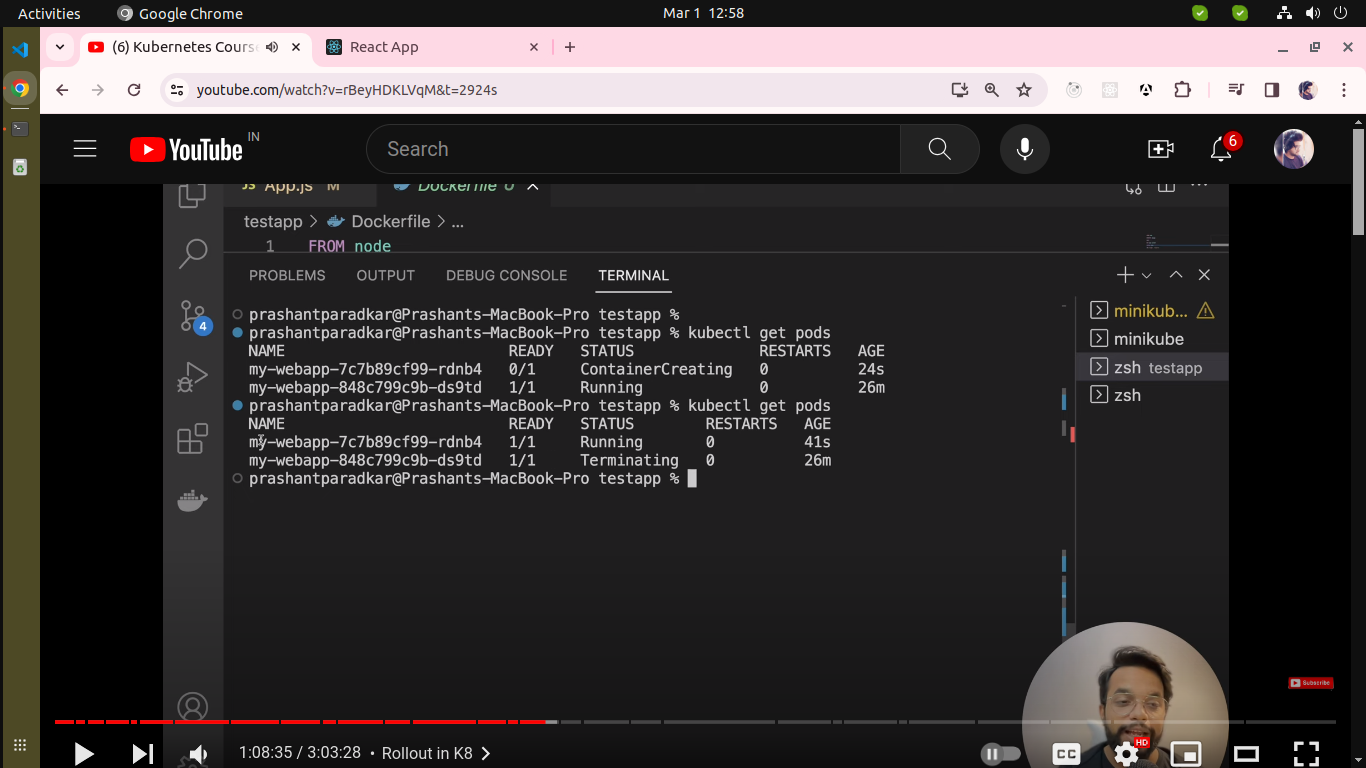 Activities
Google Chrome
Mar 1 12:58
(6) Kubernetes Course
React App
youtube.com/watch?v=rBeyHDKLVqM&t=2924s
YouTube IN
Search
6
JS App.js M
Dockerfile U
testapp > Dockerfile > ...
1 FROM node
PROBLEMS OUTPUT DEBUG CONSOLE TERMINAL
prashantparadkar@Prashants-MacBook-Pro testapp %
prashantparadkar@Prashants-MacBook-Pro testapp % kubectl get pods
NAME READY STATUS RESTARTS AGE
my-webapp-7c7b89cf99-rdnb4 0/1 ContainerCreating 0 24s
my-webapp-848c799c9b-ds9td 1/1 Running 0 26m
prashantparadkar@Prashants-MacBook-Pro testapp % kubectl get pods
NAME READY STATUS RESTARTS AGE
my-webapp-7c7b89cf99-rdnb4 1/1 Running 0 41s
my-webapp-848c799c9b-ds9td 1/1 Terminating 0 26m
prashantparadkar@Prashants-MacBook-Pro testapp %
minikub...
minikube
zsh testapp
zsh
4
Subscribe
1:08:35 / 3:03:28 • Rollout in K8 >
CC
HD